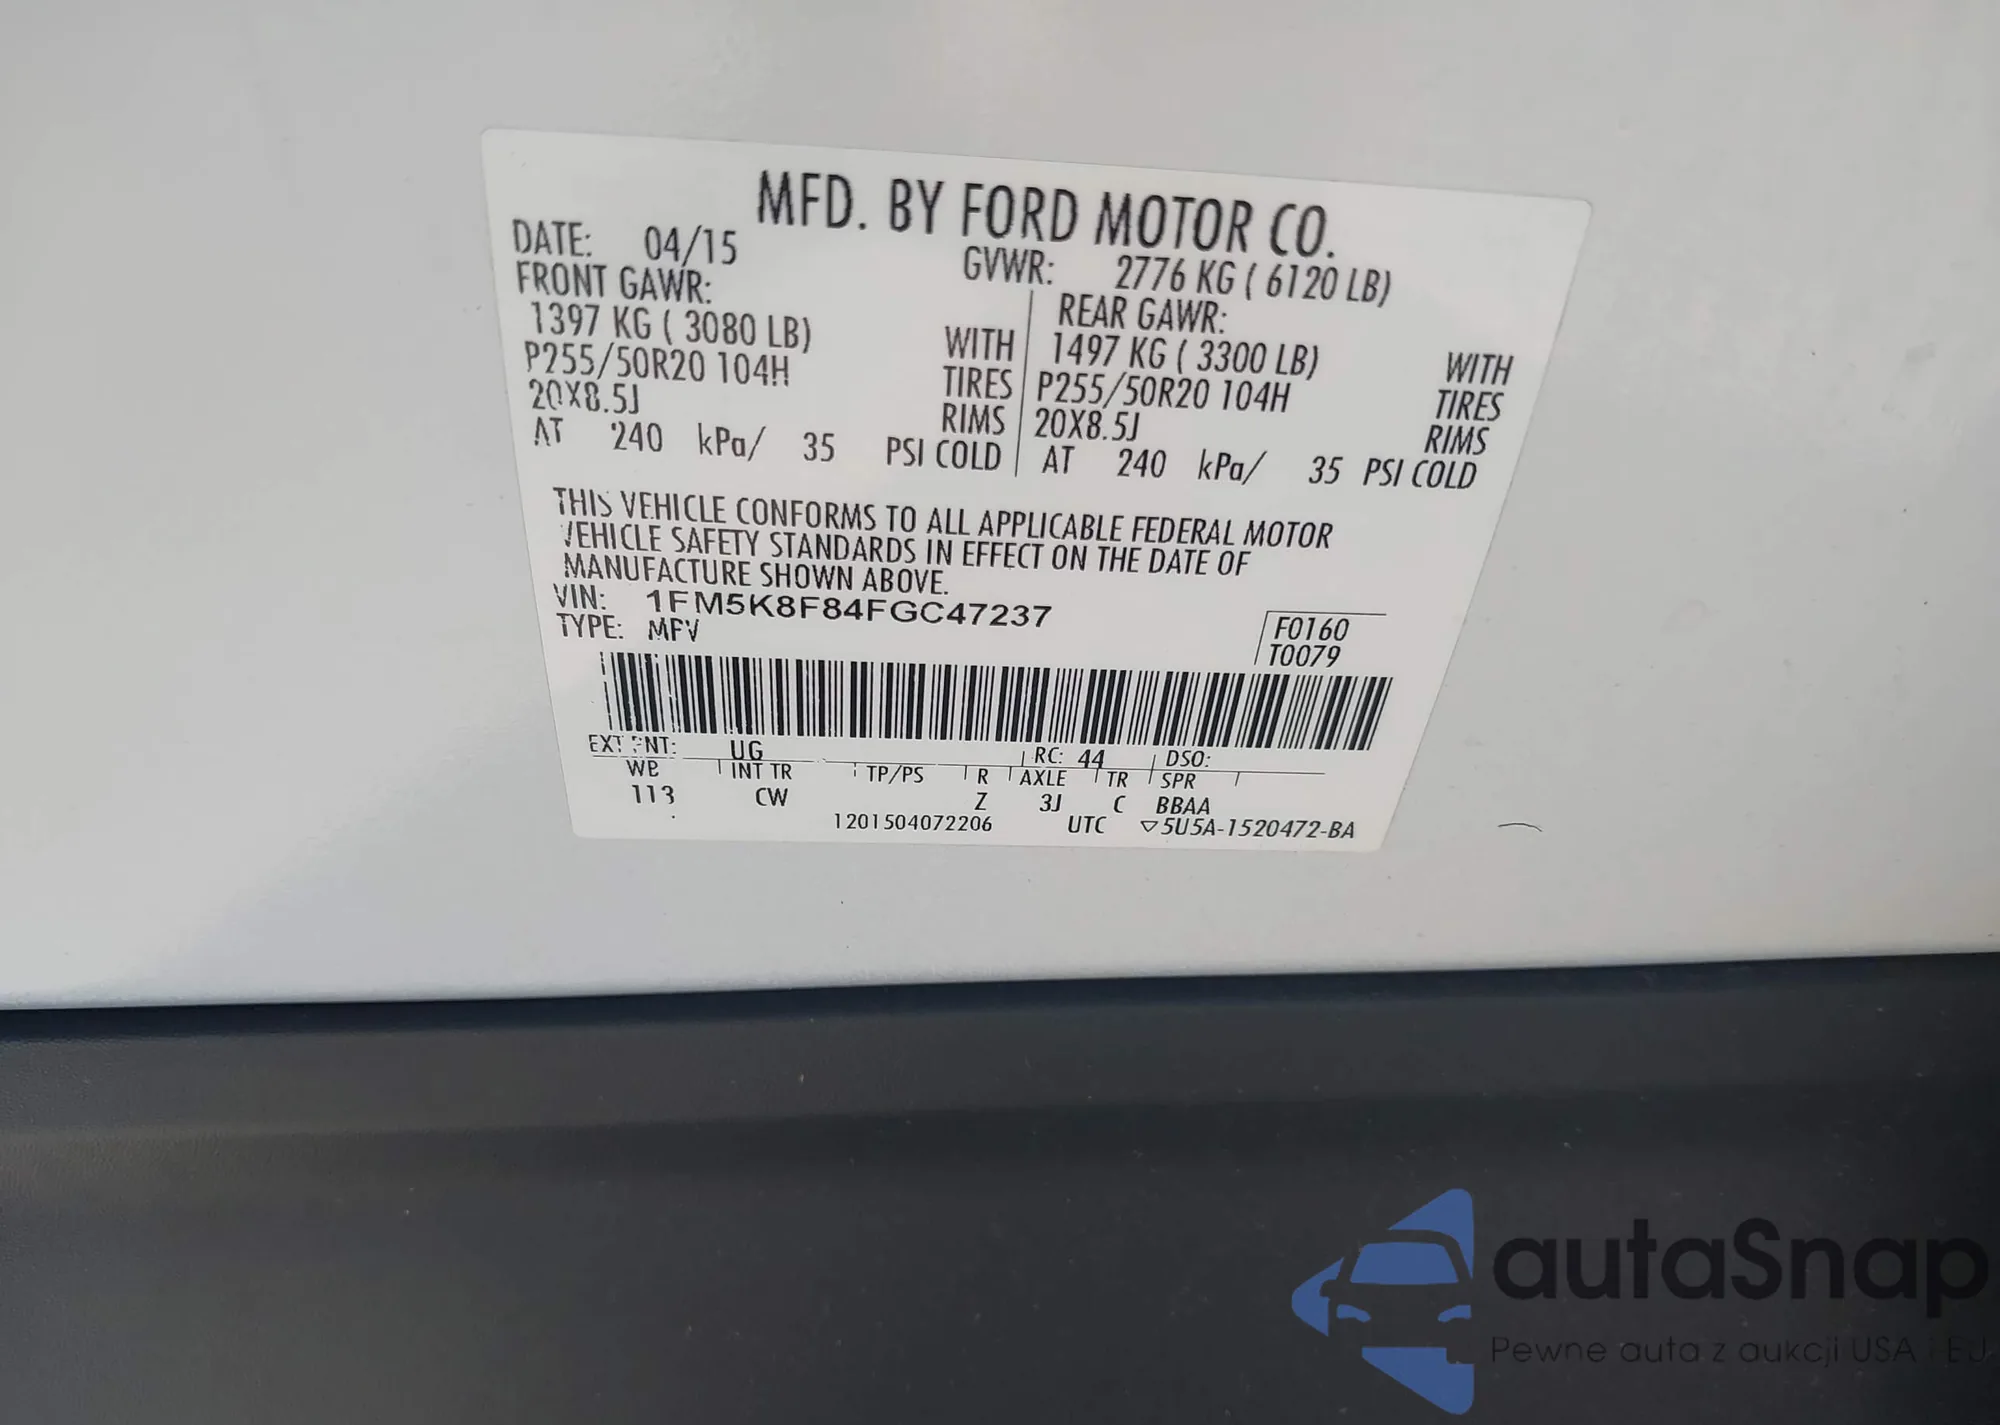 MFD. BY FORD MOTOR CO.
DATE: 04/15 GVWR: 2776 KG ( 6120 LB)
FRONT GAWR: REAR GAWR:
1397 KG ( 3080 LB) WITH 1497 KG ( 3300 LB) WITH
P255/50R20 104H TIRES P255/50R20 104H TIRES
20X8.5J RIMS 20X8.5J RIMS
AT 240 kPa/ 35 PSI COLD AT 240 kPa/ 35 PSI COLD
THIS VEHICLE CONFORMS TO ALL APPLICABLE FEDERAL MOTOR
VEHICLE SAFETY STANDARDS IN EFFECT ON THE DATE OF
MANUFACTURE SHOWN ABOVE.
VIN: 1FM5K8F84FGC47237
TYPE: MPV
F0160
T0079
EXT PNT: UG RC: 44 DSO:
WB INT TR TP/PS R AXLE TR SPR
113 CW Z 3J C BBAA
1201504072206 UTC ▽5U5A-1520472-BA
autaSnap
Pewne auta z aukcji USA i EU